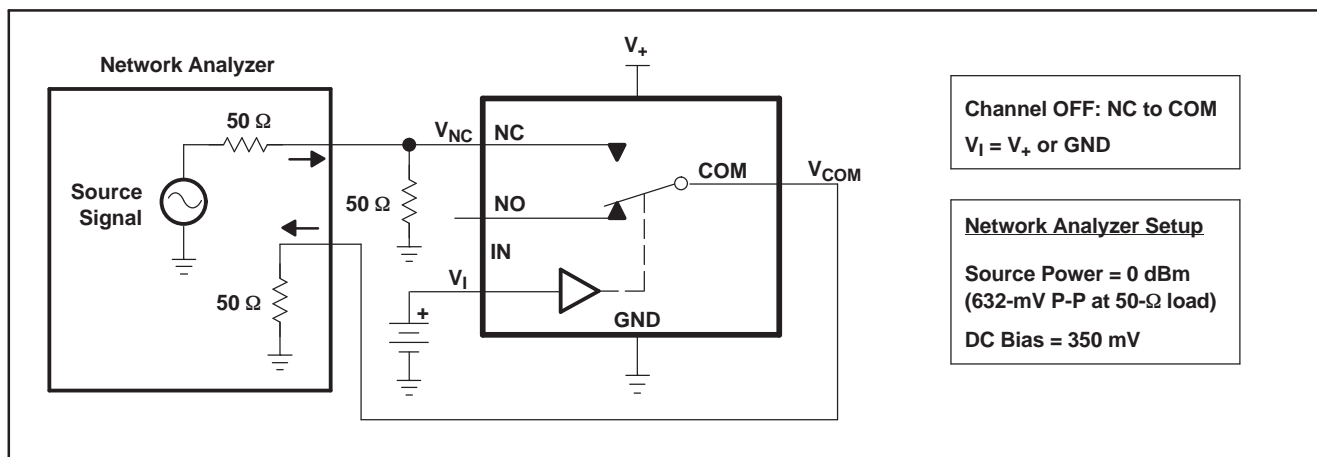 V+
Network Analyzer
50 Ω
VNC
NC
COM
VCOM
Source
Signal
50 Ω
NO
IN
VI
50 Ω
+
GND
Channel OFF: NC to COM
VI = V+ or GND
Network Analyzer Setup
Source Power = 0 dBm
(632-mV P-P at 50-Ω load)
DC Bias = 350 mV